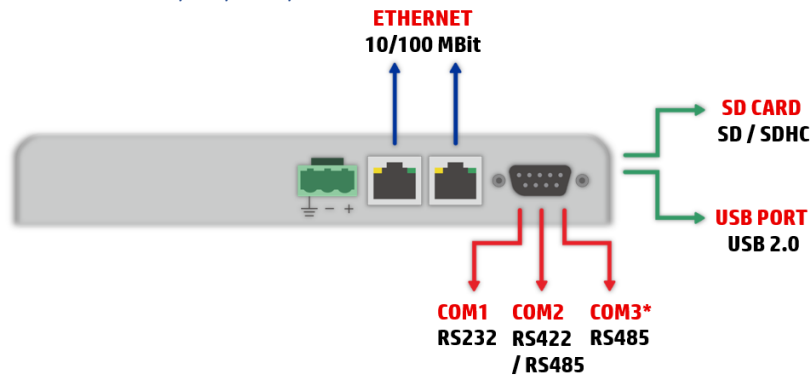 ETHERNET
10/100 MBit
SD CARD
SD / SDHC
USB PORT
USB 2.0
- +
COM1 COM2 COM3*
RS232 RS422 RS485
/ RS485